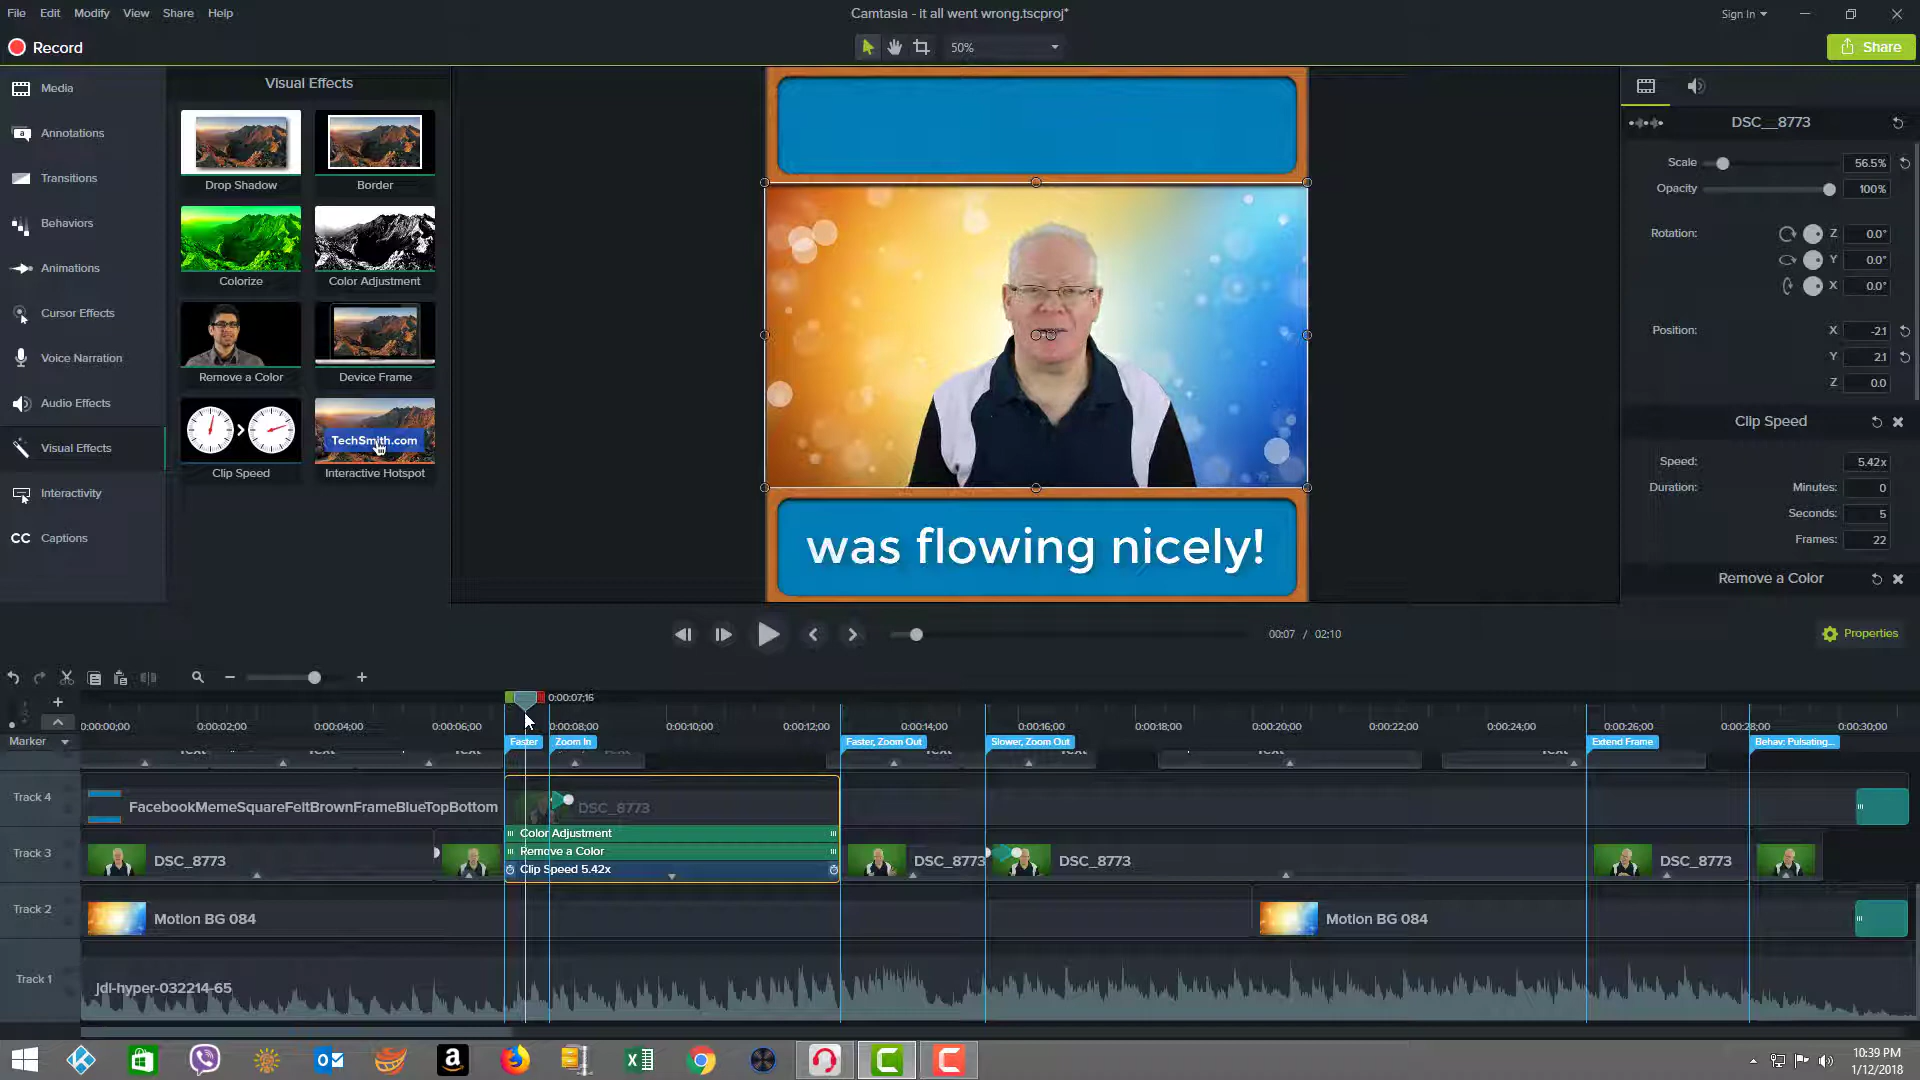 File Edit Modify View Share Help
Camtasia - it all went wrong.tscproj*
Sign In
Record
50%
Share
Media
Annotations
Transitions
Behaviors
Animations
Cursor Effects
Voice Narration
Audio Effects
Visual Effects
Interactivity
CC Captions
Visual Effects
Drop Shadow Border
Colorize Color Adjustment
Remove a Color Device Frame
TechSmith.com
Clip Speed Interactive Hotspot
was flowing nicely!
DSC__8773
Scale 56.5%
Opacity 100%
Rotation: Z 0.0°
Y 0.0°
X 0.0°
Position: X -2.1
Y 2.1
Z 0.0
Clip Speed
Speed: 5.42x
Duration: Minutes: 0
Seconds: 5
Frames: 22
Remove a Color
00:07 / 02:10
Properties
0:00:07;16
0:00:00;00 0:00:02;00 0:00:04;00 0:00:06;00 0:00:08;00 0:00:10;00 0:00:12;00 0:00:14;00 0:00:16;00 0:00:18;00 0:00:20;00 0:00:22;00 0:00:24;00 0:00:26;00 0:00:28;00 0:00:30;00
Marker Faster Zoom In Faster, Zoom Out Slower, Zoom Out Extend Frame Behav: Pulsating...
Track 4 FacebookMemeSquareFeltBrownFrameBlueTopBottom DSC_8773
Color Adjustment
Remove a Color
Clip Speed 5.42x
Track 3 DSC_8773 DSC_8773 DSC_8773 DSC_8773
Track 2 Motion BG 084 Motion BG 084
Track 1 jdl-hyper-032214-65
10:39 PM
1/12/2018